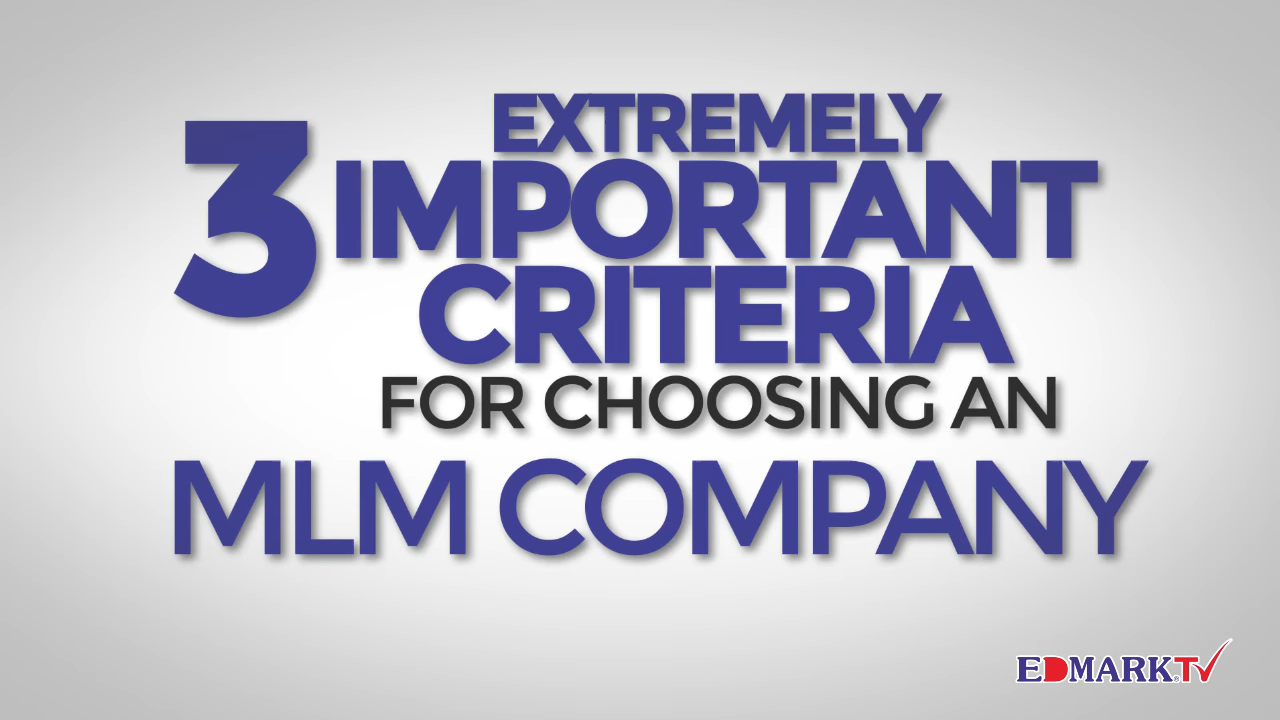 EXTREMELY
3 IMPORTANT
CRITERIA
FOR CHOOSING AN
MLM COMPANY
EDMARK TV